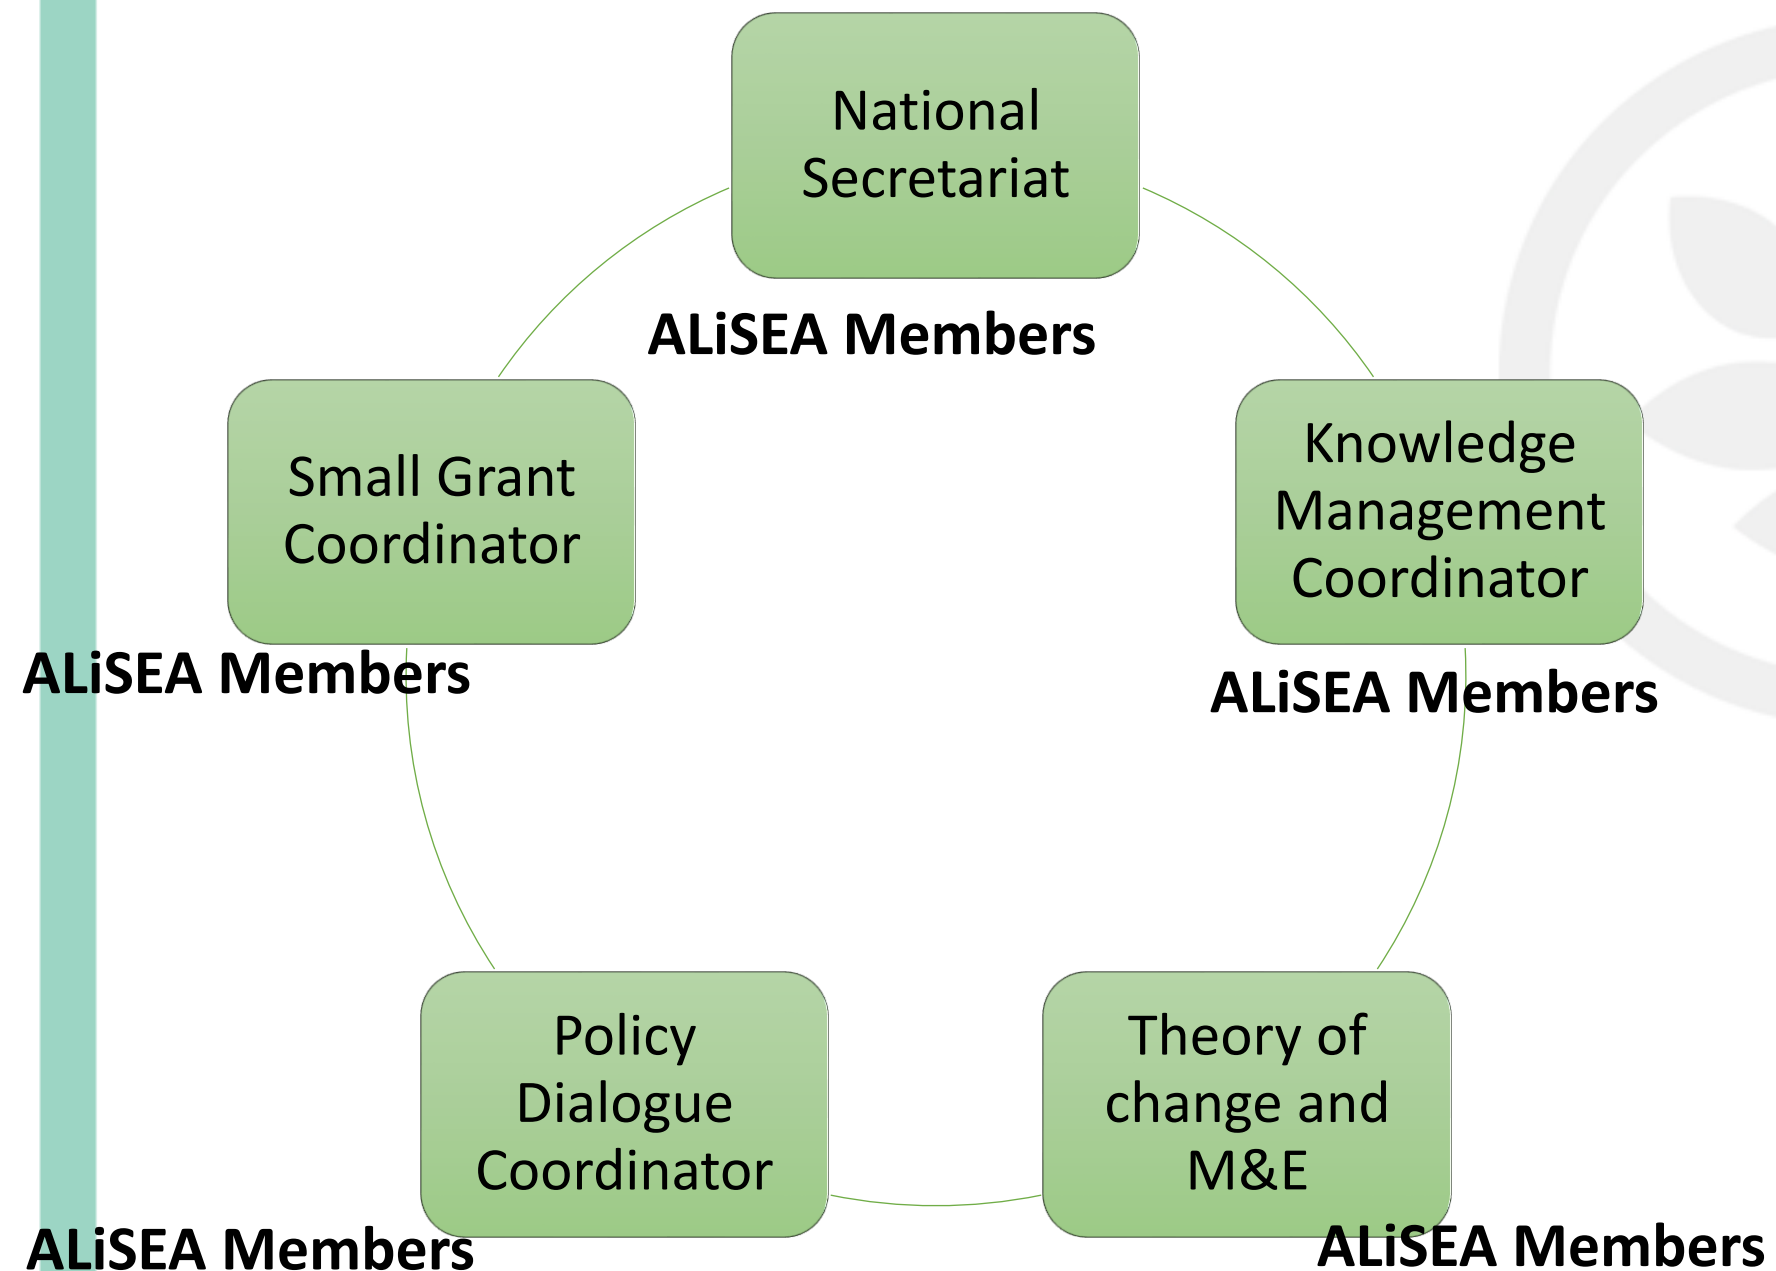 National
Secretariat
ALiSEA Members
Small Grant
Coordinator
ALiSEA Members
Knowledge
Management
Coordinator
ALiSEA Members
Policy
Dialogue
Coordinator
ALiSEA Members
Theory of
change and
M&E
ALiSEA Members